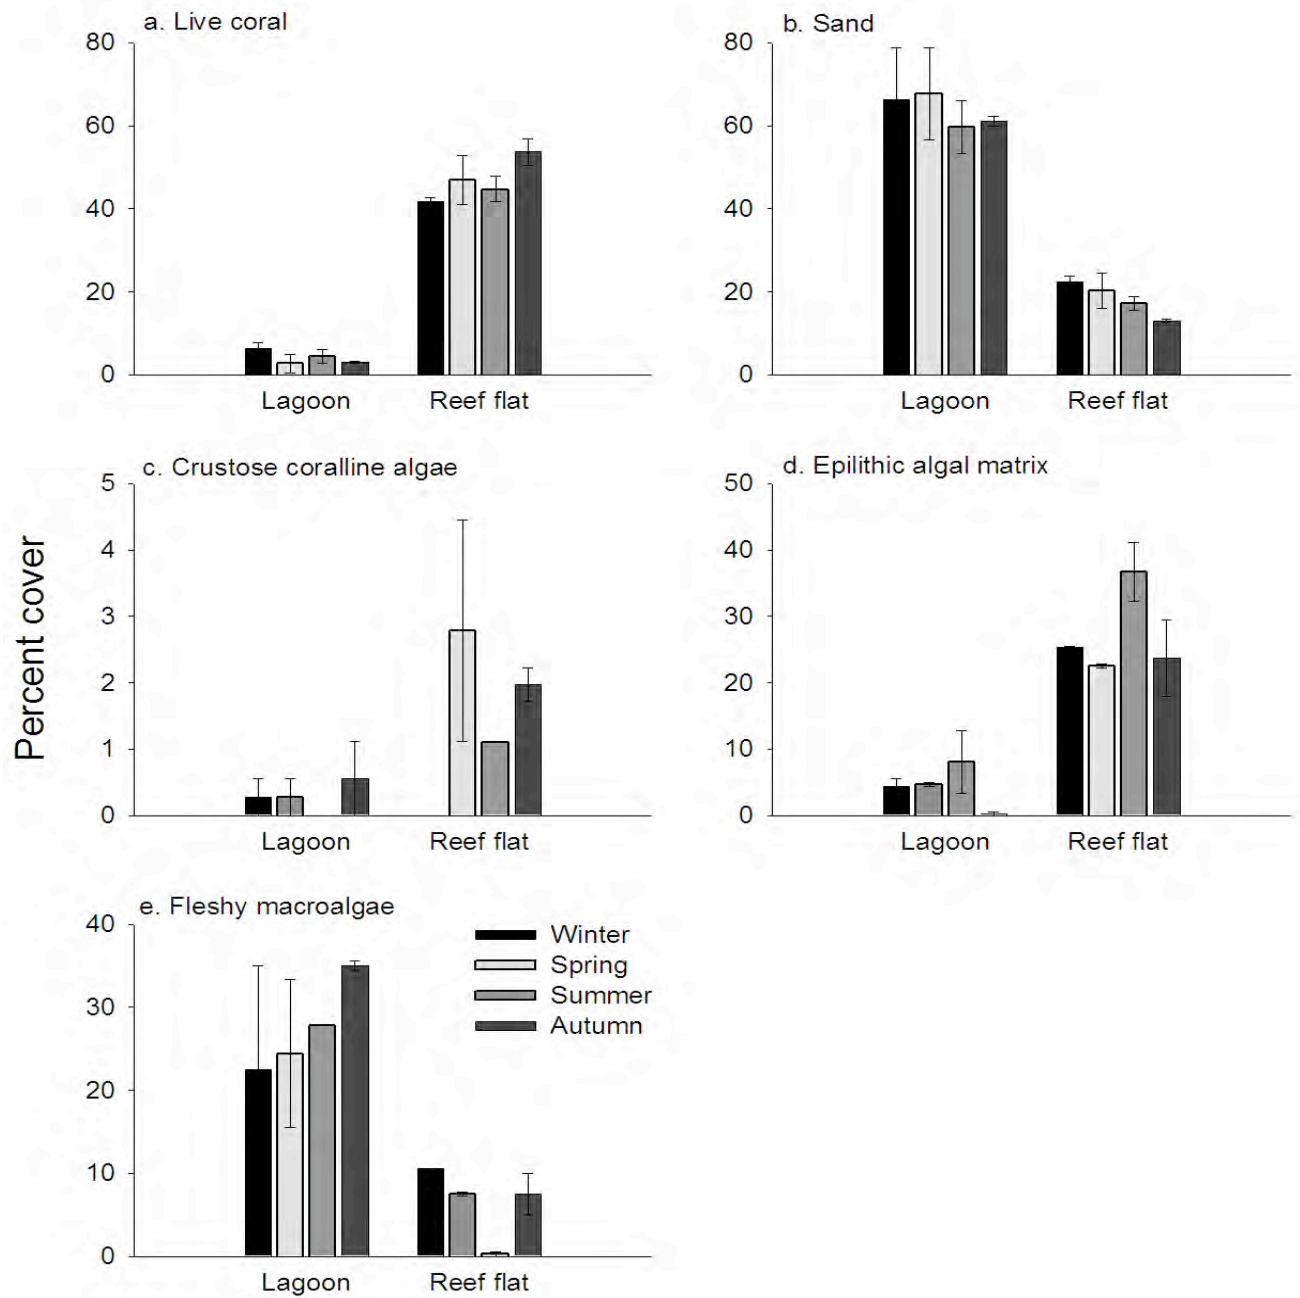 a. Live coral
80
60
40
20
0
Lagoon Reef flat
b. Sand
80
60
40
20
0
Lagoon Reef flat
c. Crustose coralline algae
5
4
3
2
1
0
Lagoon Reef flat
d. Epilithic algal matrix
50
40
30
20
10
0
Lagoon Reef flat
Percent cover
e. Fleshy macroalgae
40
30
20
10
0
Lagoon Reef flat
Winter
Spring
Summer
Autumn